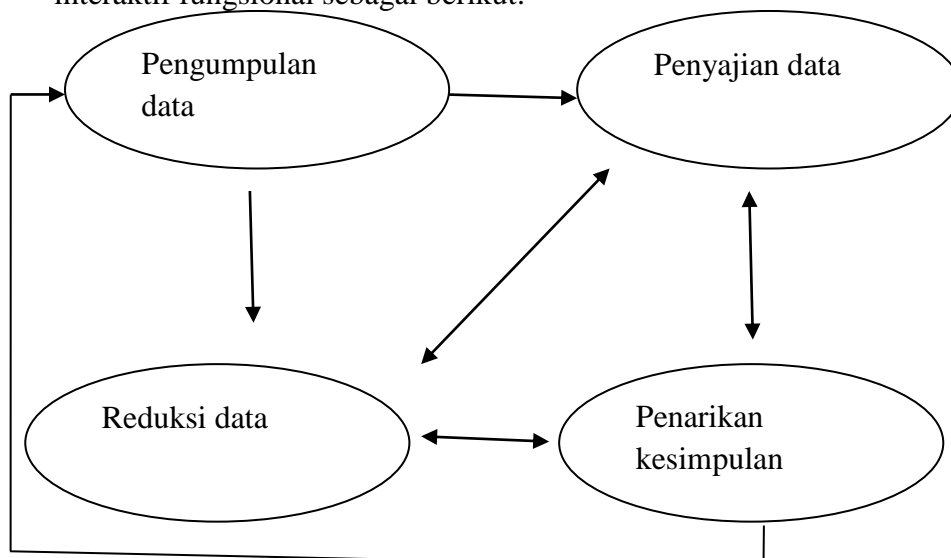 interaktif fungsional sebagai berikut:
Pengumpulan
data
Penyajian data
Reduksi data
Penarikan
kesimpulan